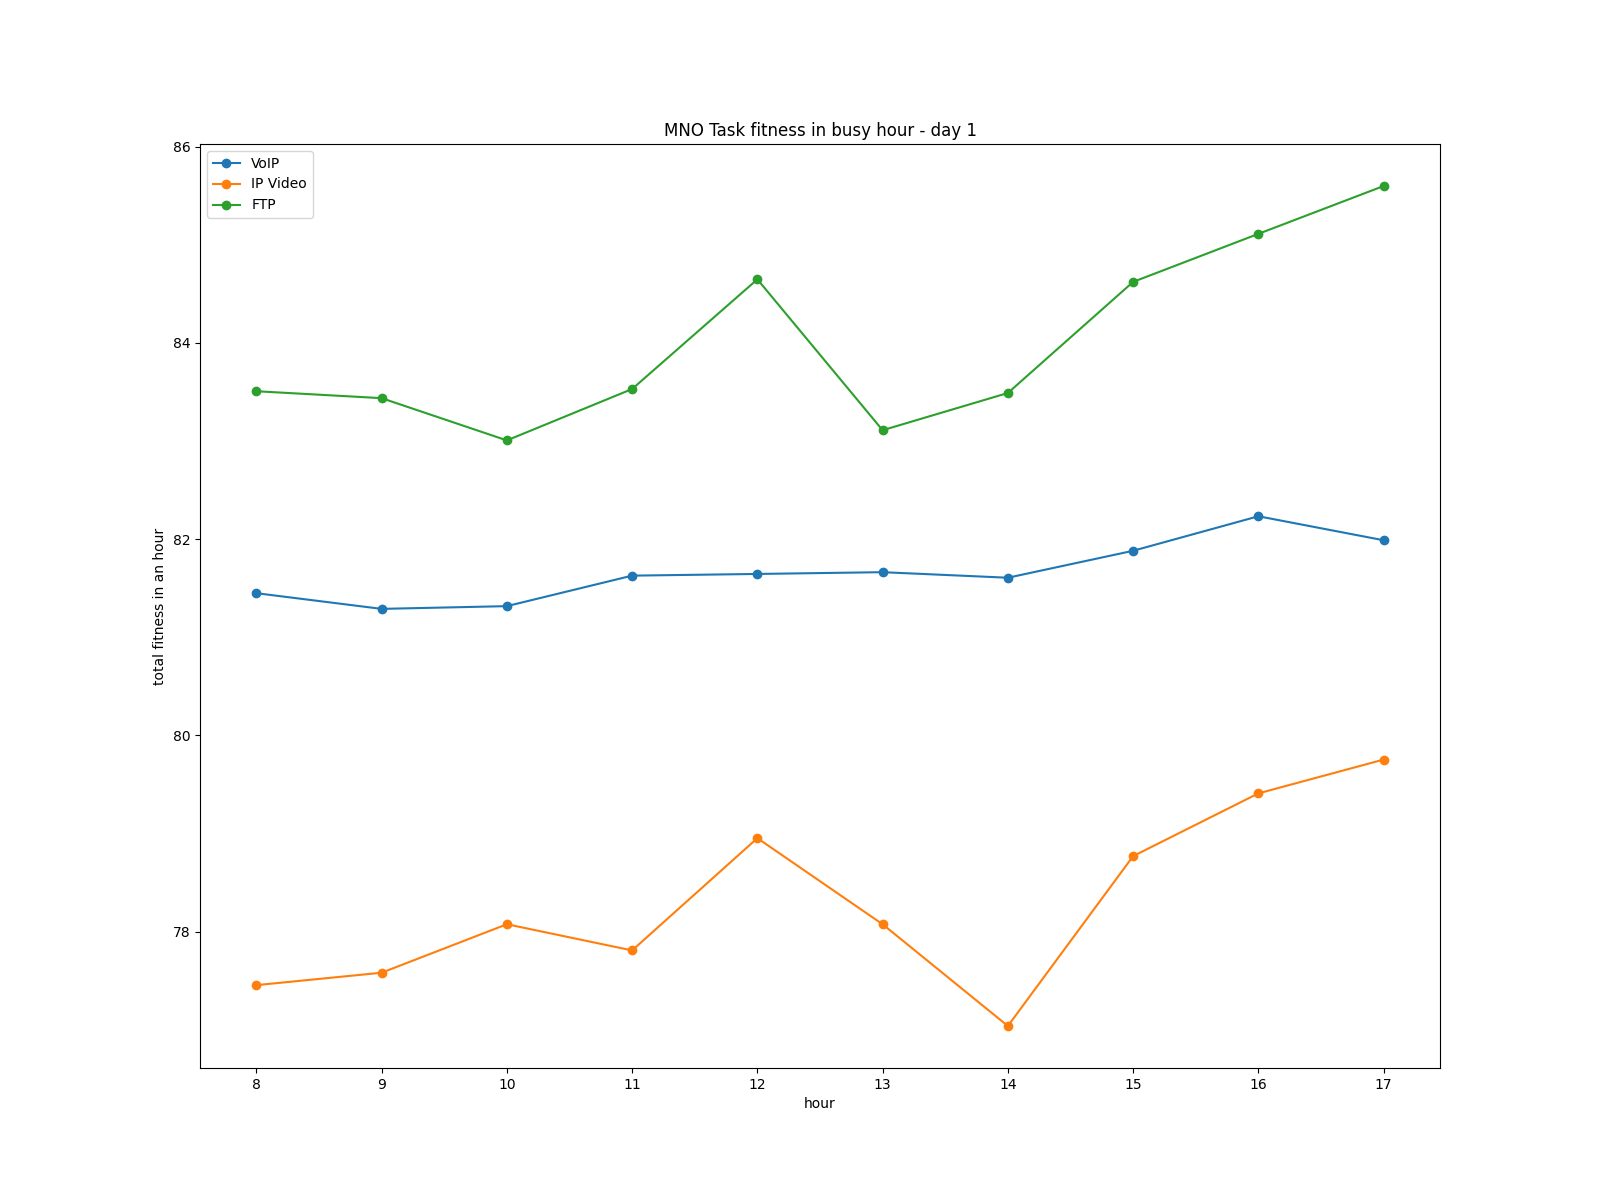 MNO Task fitness in busy hour - day 1
86
84
82
80
78
total fitness in an hour
VoIP
IP Video
FTP
8 9 10 11 12 13 14 15 16 17
hour